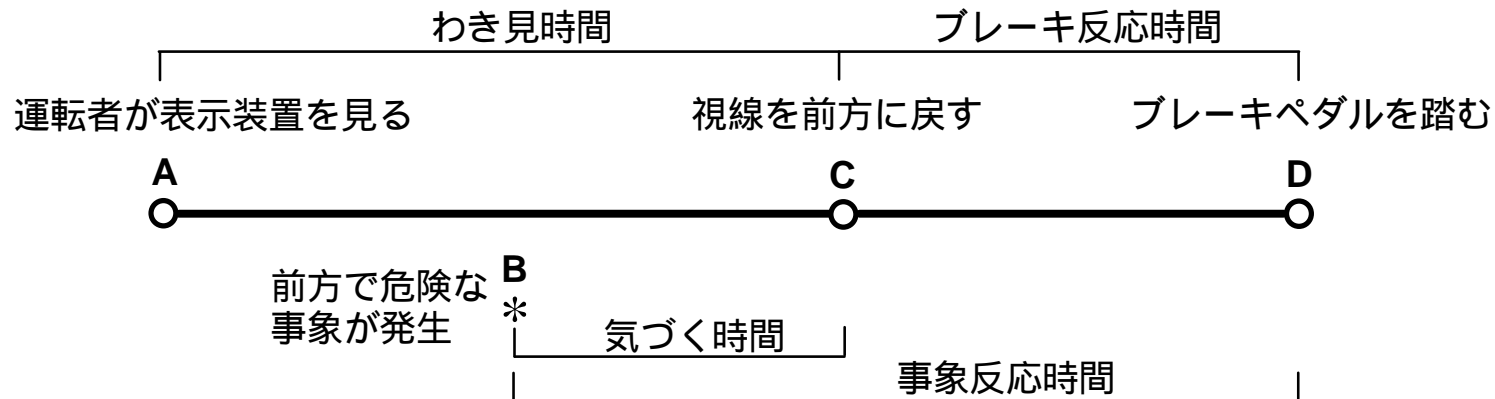 わき見時間
ブレーキ反応時間
運転者が表示装置を見る
視線を前方に戻す
ブレーキペダルを踏む
A
C
D
B
前方で危険な
事象が発生
*
気づく時間
事象反応時間